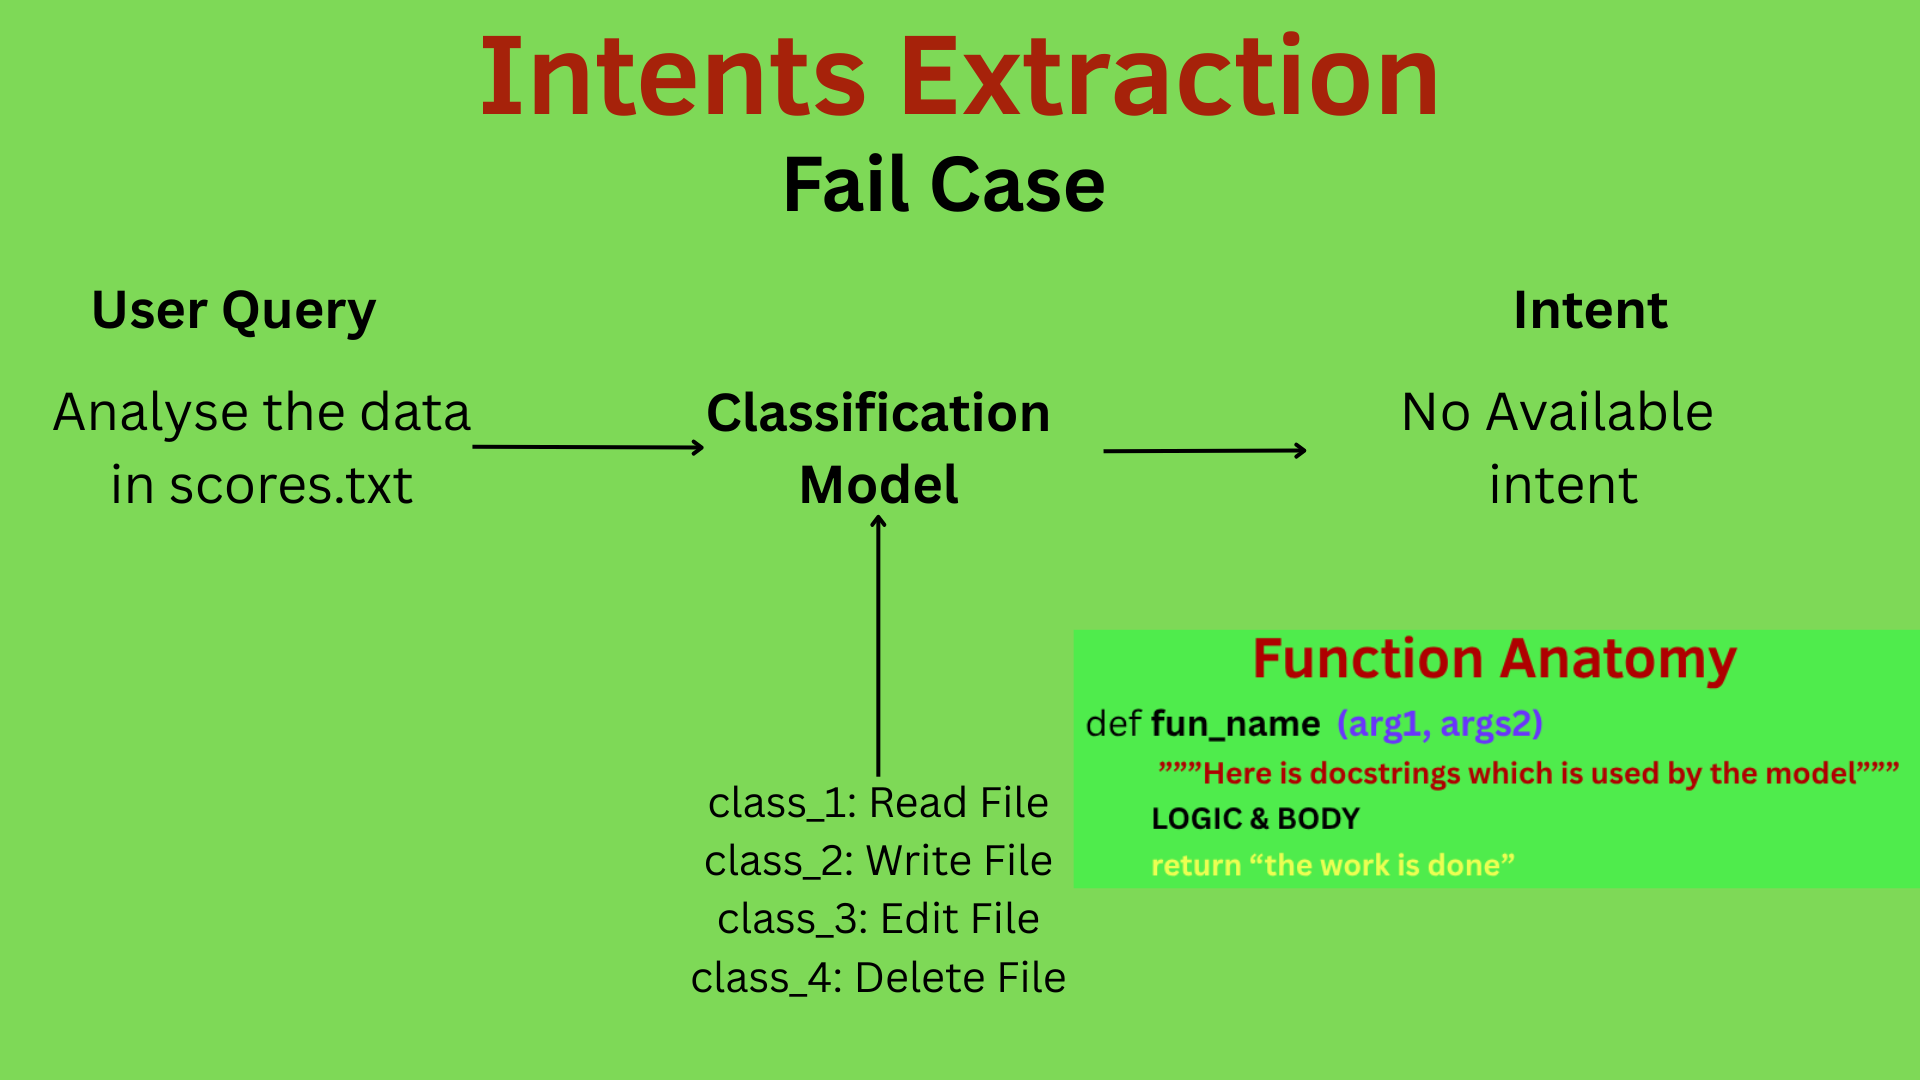 Intents Extraction
Fail Case
User Query
Analyse the data
in scores.txt
Classification
Model
Intent
No Available
intent
class_1: Read File
class_2: Write File
class_3: Edit File
class_4: Delete File
Function Anatomy
def fun_name (arg1, args2)
”””Here is docstrings which is used by the model”””
LOGIC & BODY
return “the work is done”